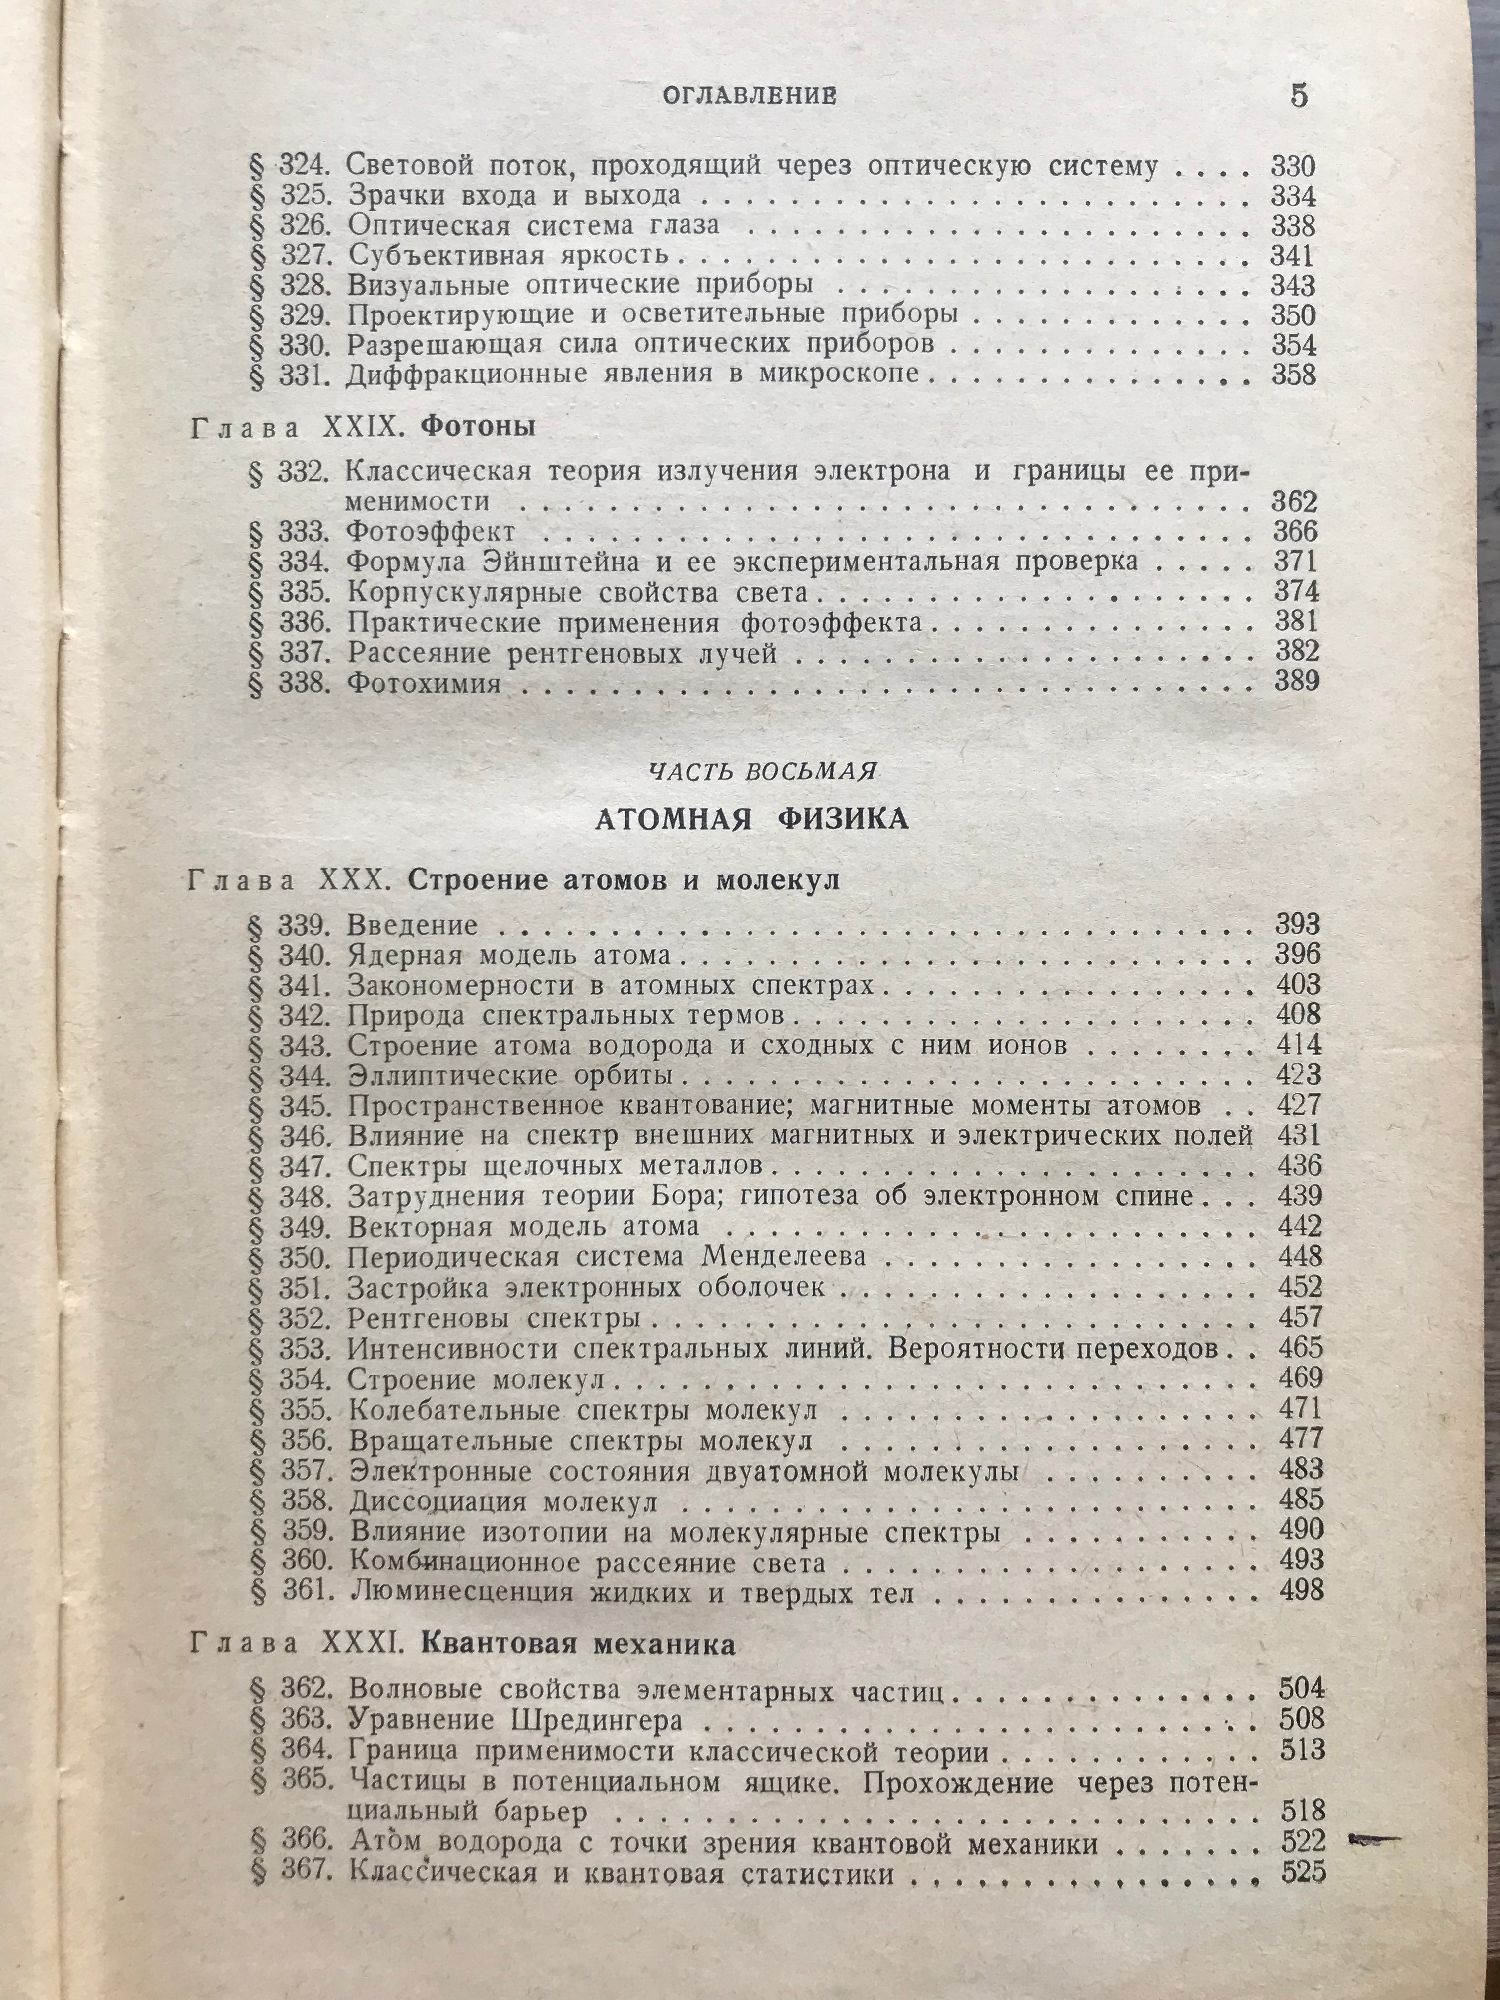 ОГЛАВЛЕНИЕ 5
§ 324. Световой поток, проходящий через оптическую систему . . . . 330
§ 325. Зрачки входа и выхода . . . . . . . . . . . . . . . . . . . . . . . . . 334
§ 326. Оптическая система глаза . . . . . . . . . . . . . . . . . . . . . . . 338
§ 327. Субъективная яркость . . . . . . . . . . . . . . . . . . . . . . . . . . 341
§ 328. Визуальные оптические приборы . . . . . . . . . . . . . . . . . . . 343
§ 329. Проектирующие и осветительные приборы . . . . . . . . . . . . . 350
§ 330. Разрешающая сила оптических приборов . . . . . . . . . . . . . . 354
§ 331. Диффракционные явления в микроскопе . . . . . . . . . . . . . . . 358
Глава XXIX. Фотоны
§ 332. Классическая теория излучения электрона и границы ее при-
менимости . . . . . . . . . . . . . . . . . . . . . . . . . . . . . . . . . 362
§ 333. Фотоэффект . . . . . . . . . . . . . . . . . . . . . . . . . . . . . . . . 366
§ 334. Формула Эйнштейна и ее экспериментальная проверка . . . . . 371
§ 335. Корпускулярные свойства света . . . . . . . . . . . . . . . . . . . . 374
§ 336. Практические применения фотоэффекта . . . . . . . . . . . . . . . 381
§ 337. Рассеяние рентгеновых лучей . . . . . . . . . . . . . . . . . . . . . 382
§ 338. Фотохимия . . . . . . . . . . . . . . . . . . . . . . . . . . . . . . . . . 389
ЧАСТЬ ВОСЬМАЯ
АТОМНАЯ ФИЗИКА
Глава XXX. Строение атомов и молекул
§ 339. Введение . . . . . . . . . . . . . . . . . . . . . . . . . . . . . . . . . . 393
§ 340. Ядерная модель атома . . . . . . . . . . . . . . . . . . . . . . . . . . 396
§ 341. Закономерности в атомных спектрах . . . . . . . . . . . . . . . . . 403
§ 342. Природа спектральных термов . . . . . . . . . . . . . . . . . . . . . 408
§ 343. Строение атома водорода и сходных с ним ионов . . . . . . . . 414
§ 344. Эллиптические орбиты . . . . . . . . . . . . . . . . . . . . . . . . . . 423
§ 345. Пространственное квантование; магнитные моменты атомов . . 427
§ 346. Влияние на спектр внешних магнитных и электрических полей 431
§ 347. Спектры щелочных металлов . . . . . . . . . . . . . . . . . . . . . . 436
§ 348. Затруднения теории Бора; гипотеза об электронном спине . . . 439
§ 349. Векторная модель атома . . . . . . . . . . . . . . . . . . . . . . . . 442
§ 350. Периодическая система Менделеева . . . . . . . . . . . . . . . . . 448
§ 351. Застройка электронных оболочек . . . . . . . . . . . . . . . . . . . 452
§ 352. Рентгеновы спектры . . . . . . . . . . . . . . . . . . . . . . . . . . . 457
§ 353. Интенсивности спектральных линий. Вероятности переходов . . 465
§ 354. Строение молекул . . . . . . . . . . . . . . . . . . . . . . . . . . . . . 469
§ 355. Колебательные спектры молекул . . . . . . . . . . . . . . . . . . . 471
§ 356. Вращательные спектры молекул . . . . . . . . . . . . . . . . . . . 477
§ 357. Электронные состояния двуатомной молекулы . . . . . . . . . . 483
§ 358. Диссоциация молекул . . . . . . . . . . . . . . . . . . . . . . . . . . 485
§ 359. Влияние изотопии на молекулярные спектры . . . . . . . . . . . 490
§ 360. Комбинационное рассеяние света . . . . . . . . . . . . . . . . . . . 493
§ 361. Люминесценция жидких и твердых тел . . . . . . . . . . . . . . . 498
Глава XXXI. Квантовая механика
§ 362. Волновые свойства элементарных частиц . . . . . . . . . . . . . . 504
§ 363. Уравнение Шредингера . . . . . . . . . . . . . . . . . . . . . . . . . 508
§ 364. Граница применимости классической теории . . . . . . . . . . . . 513
§ 365. Частицы в потенциальном ящике. Прохождение через потен-
циальный барьер . . . . . . . . . . . . . . . . . . . . . . . . . . . . . 518
§ 366. Атом водорода с точки зрения квантовой механики . . . . . . . 522
§ 367. Классическая и квантовая статистики . . . . . . . . . . . . . . . . 525